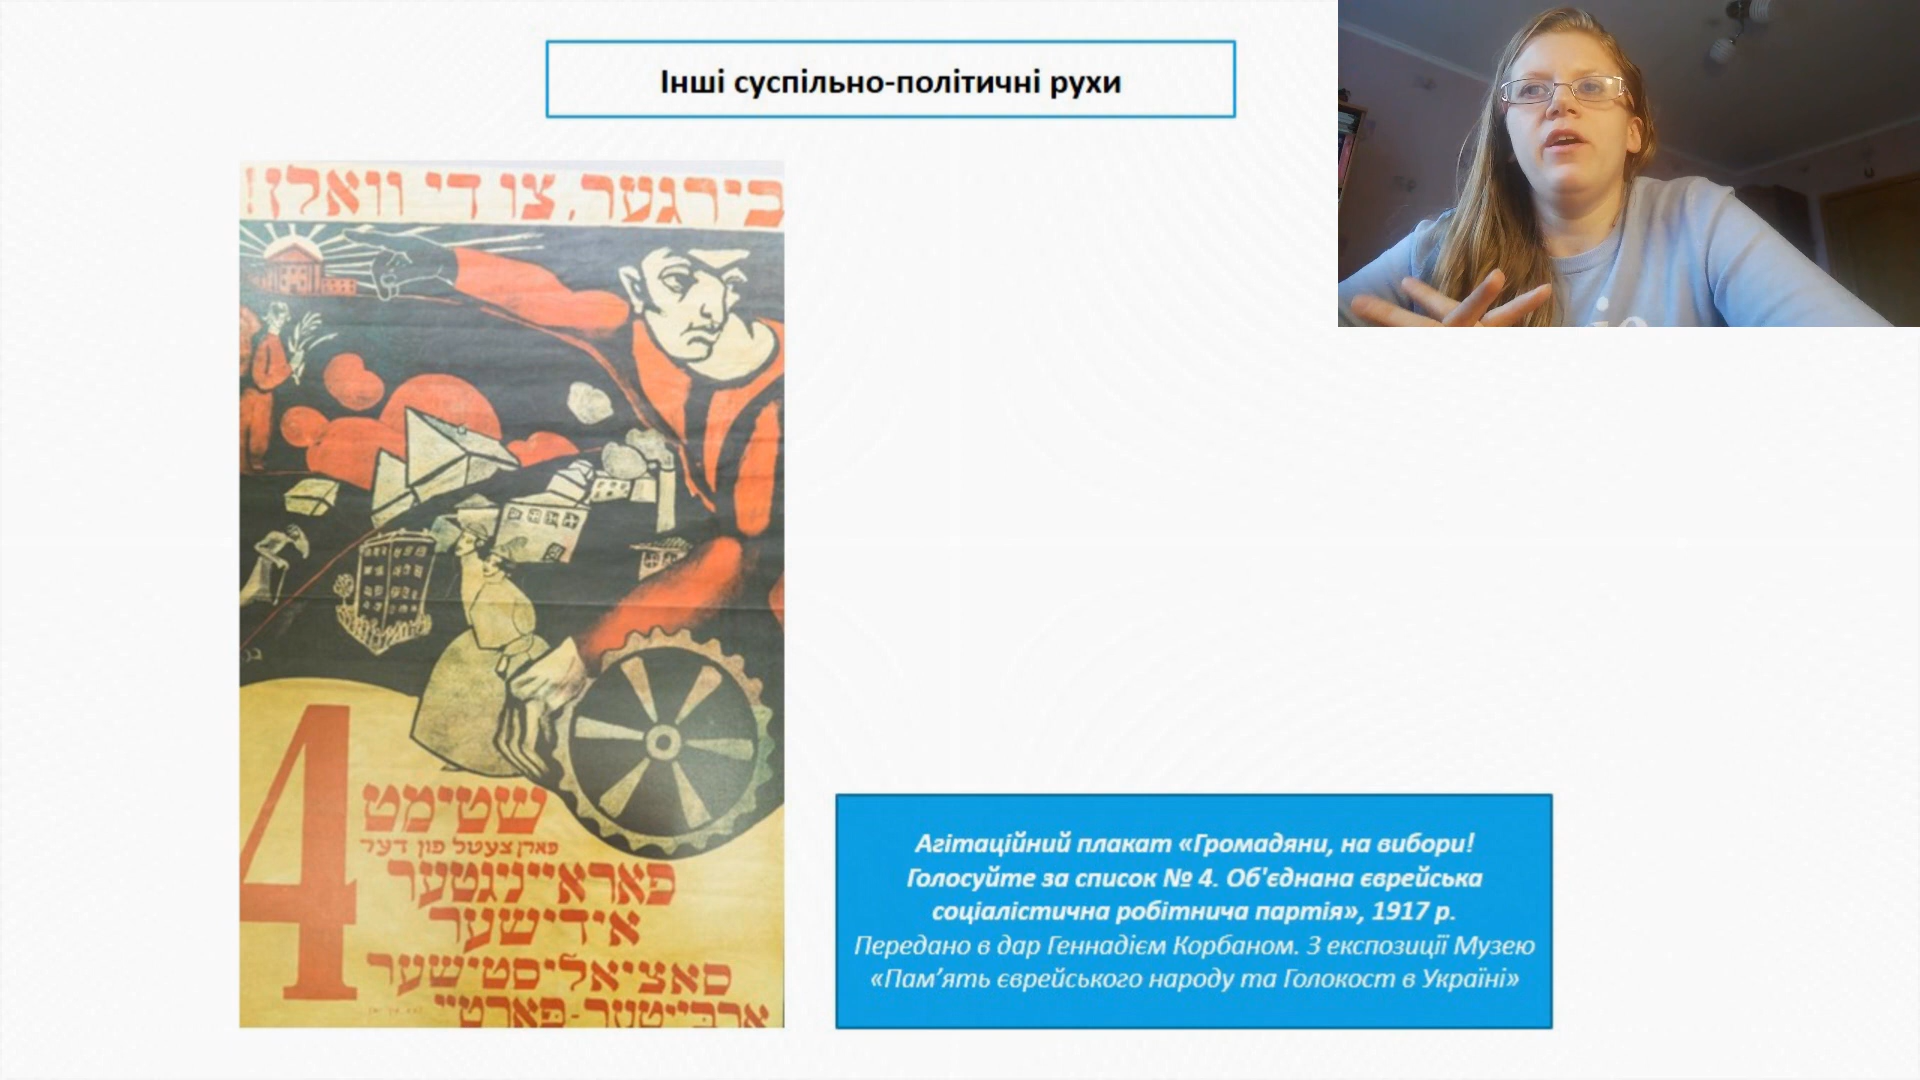 Інші суспільно-політичні рухи
בירגער, צו די וואלן!
4
שטימט
פארן צעטל פון דער
פאראייניגטער
אידישער
סאציאליסטישער
ארבייטער-פארטיי
Агітаційний плакат «Громадяни, на вибори!
Голосуйте за список № 4. Об'єднана єврейська
соціалістична робітнича партія», 1917 р.
Передано в дар Геннадієм Корбаном. З експозиції Музею
«Пам’ять єврейського народу та Голокост в Україні»